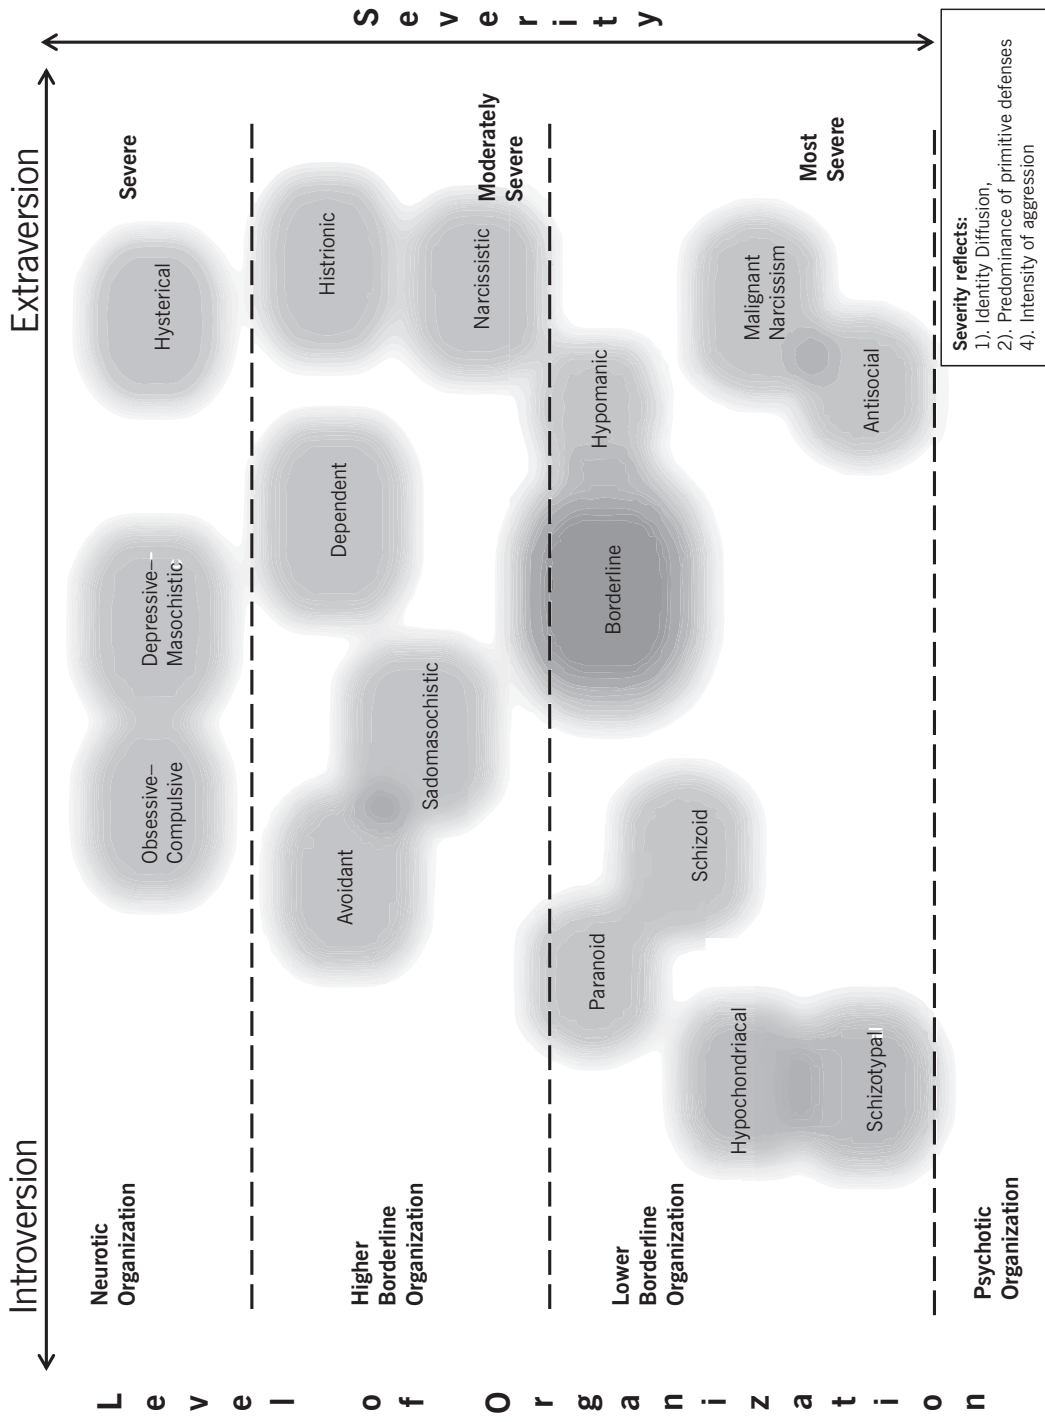 Introversion
Extraversion
Level of Organization
Severity
Neurotic
Organization
Severe
Obsessive–
Compulsive
Depressive–
Masochistic
Hysterical
Higher
Borderline
Organization
Moderately
Severe
Avoidant
Sadomasochistic
Dependent
Histrionic
Narcissistic
Lower
Borderline
Organization
Most
Severe
Paranoid
Schizoid
Hypochondriacal
Schizotypall
Borderline
Hypomanic
Malignant
Narcissism
Antisocial
Psychotic
Organization
Severity reflects:
1). Identity Diffusion,
2). Predominance of primitive defenses
4). Intensity of aggression